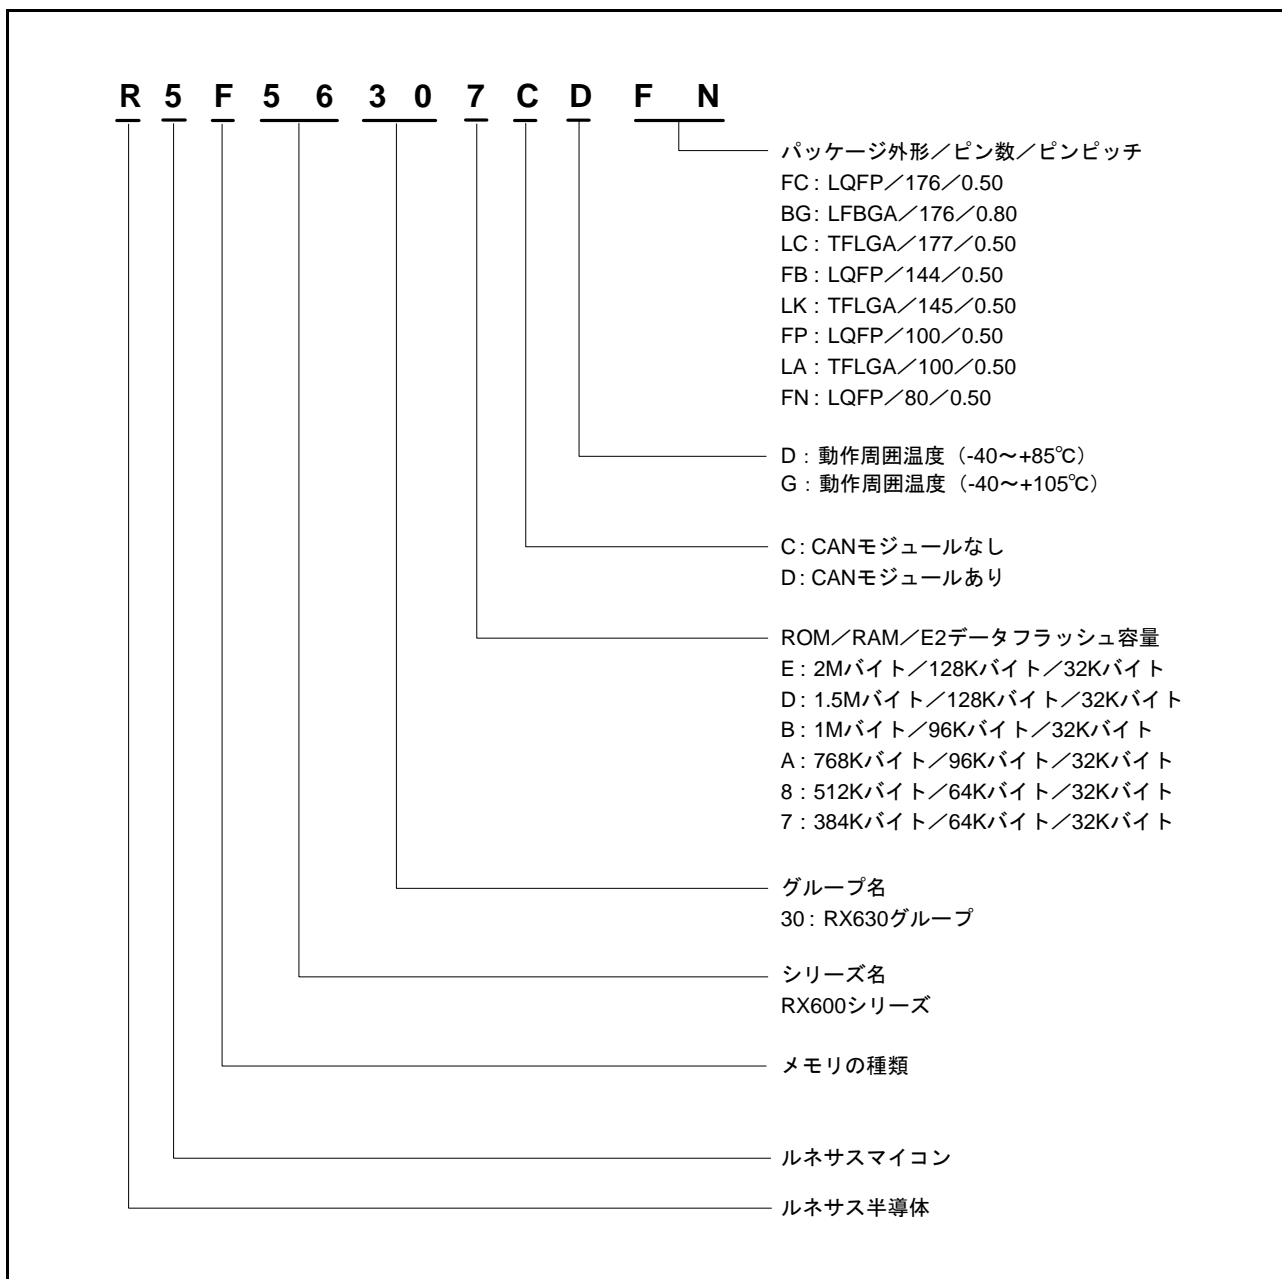 R 5 F 5 6 3 0 7 C D F N
パッケージ外形／ピン数／ピンピッチ
FC : LQFP／176／0.50
BG : LFBGA／176／0.80
LC : TFLGA／177／0.50
FB : LQFP／144／0.50
LK : TFLGA／145／0.50
FP : LQFP／100／0.50
LA : TFLGA／100／0.50
FN : LQFP／80／0.50
D : 動作周囲温度（-40～+85℃）
G : 動作周囲温度（-40～+105℃）
C : CANモジュールなし
D : CANモジュールあり
ROM／RAM／E2データフラッシュ容量
E : 2Mバイト／128Kバイト／32Kバイト
D : 1.5Mバイト／128Kバイト／32Kバイト
B : 1Mバイト／96Kバイト／32Kバイト
A : 768Kバイト／96Kバイト／32Kバイト
8 : 512Kバイト／64Kバイト／32Kバイト
7 : 384Kバイト／64Kバイト／32Kバイト
グループ名
30 : RX630グループ
シリーズ名
RX600シリーズ
メモリの種類
ルネサスマイコン
ルネサス半導体